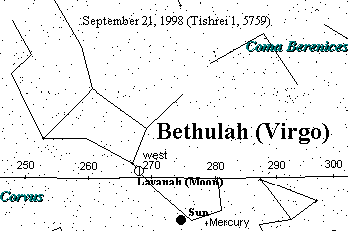 September 21, 1998 (Tishrei 1, 5759)
Coma Berenices
Bethulah (Virgo)
west
250 260 270 280 290 300
Lavanah (Moon)
Corvus
Sun
Mercury